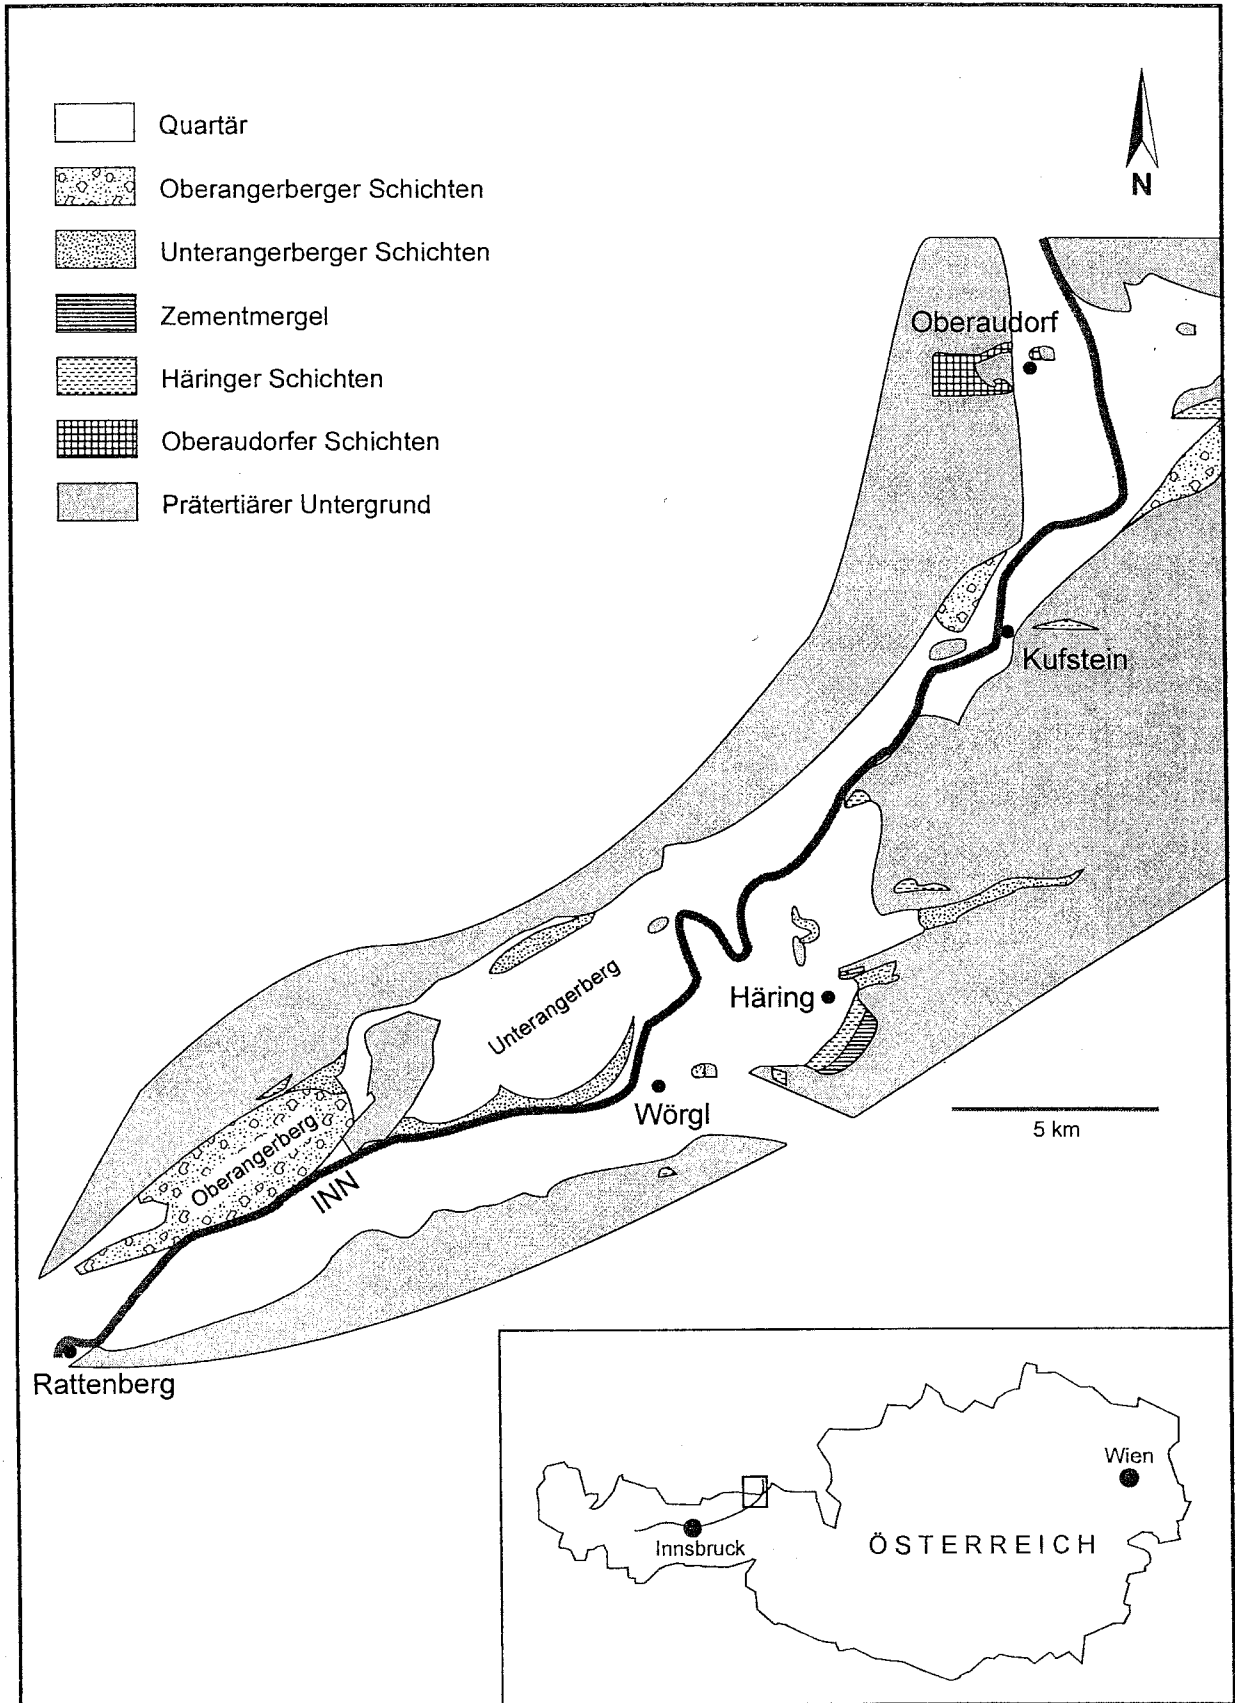 Quartär
Oberangerberger Schichten
Unterangerberger Schichten
Zementmergel
Häringer Schichten
Oberaudorfer Schichten
Prätertiärer Untergrund
N
Oberaudorf
Kufstein
Unterangerberg
Häring
Wörgl
5 km
Oberangerberg
INN
Rattenberg
Wien
Innsbruck
ÖSTERREICH